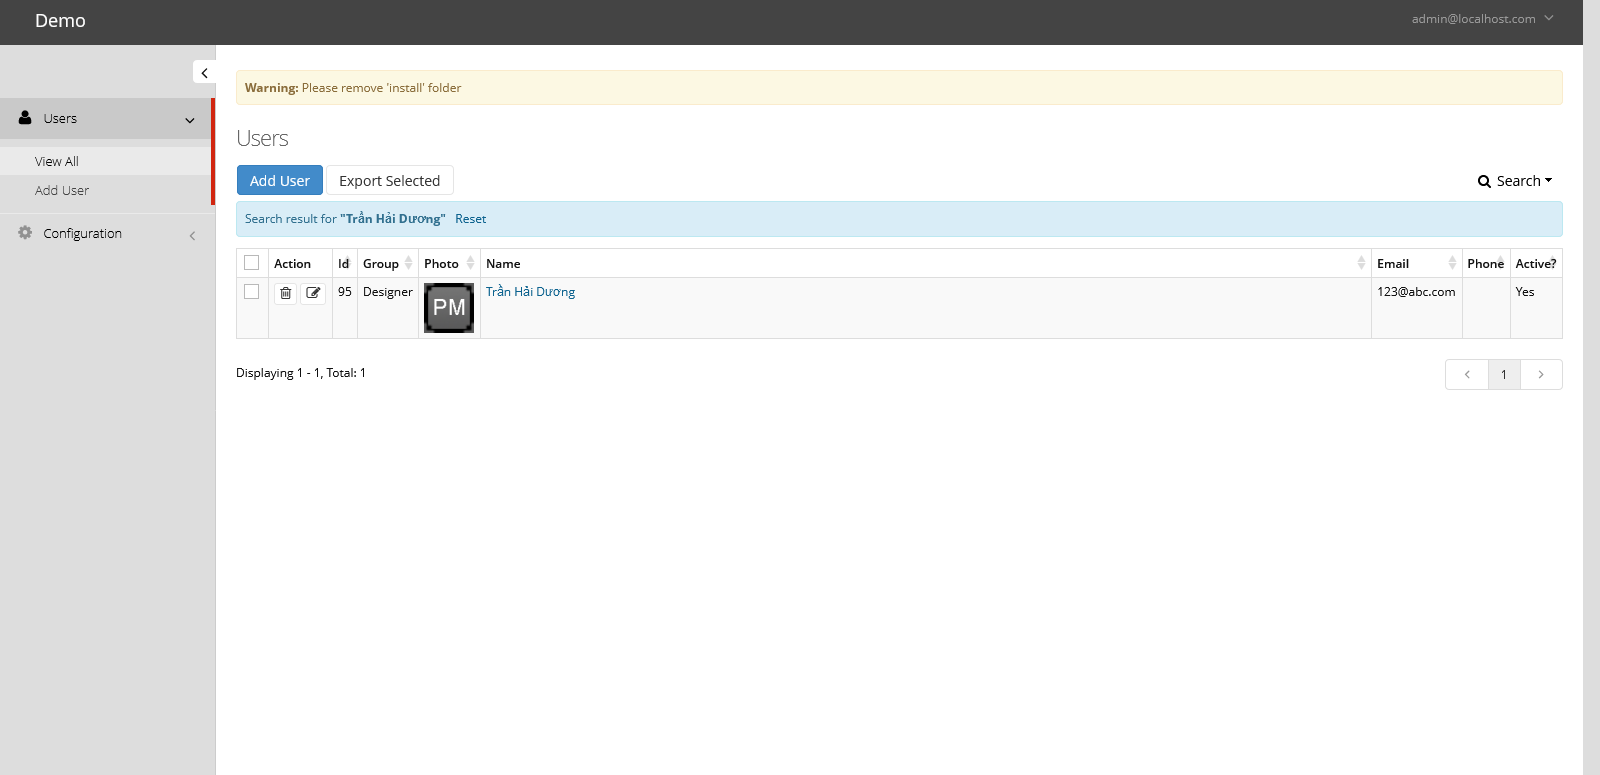 Demo
admin@localhost.com
Warning: Please remove 'install' folder
Users
View All
Add User
Configuration
Users
Add User
Export Selected
Search
Search result for "Trần Hải Dương" Reset
Action Id Group Photo Name Email Phone Active?
95 Designer PM Trần Hải Dương 123@abc.com Yes
Displaying 1 - 1, Total: 1
1